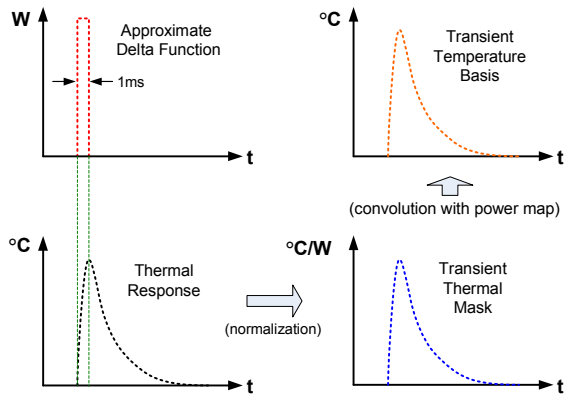 W
Approximate
Delta Function
1ms
t
°C
Transient
Temperature
Basis
t
(convolution with power map)
°C
Thermal
Response
t
(normalization)
°C/W
Transient
Thermal
Mask
t